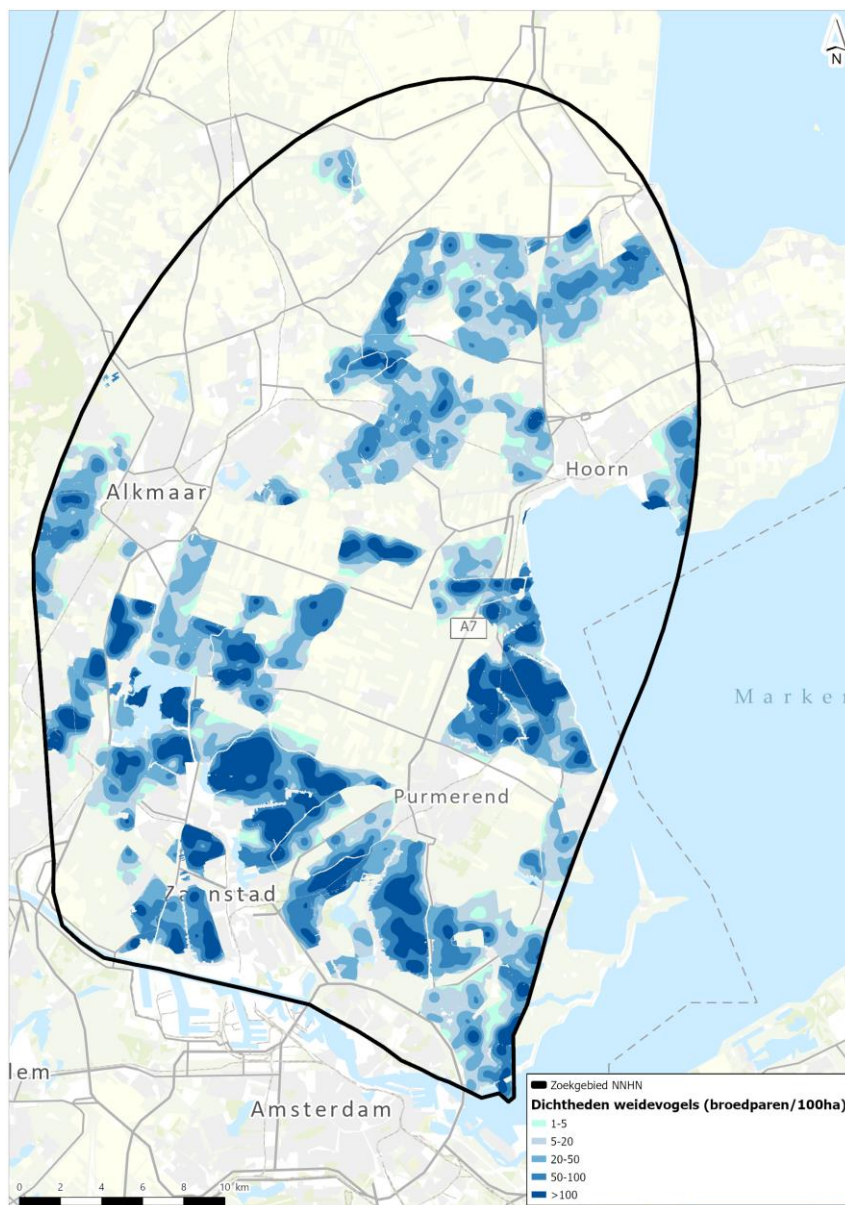 N
Alkmaar
Hoorn
A7
Marker
Purmerend
Zaanstad
lem
Amsterdam
Zoekgebied NNHN
Dichtheden weidevogels (broedparen/100ha)
1-5
5-20
20-50
50-100
>100
0 2 4 6 8 10 km